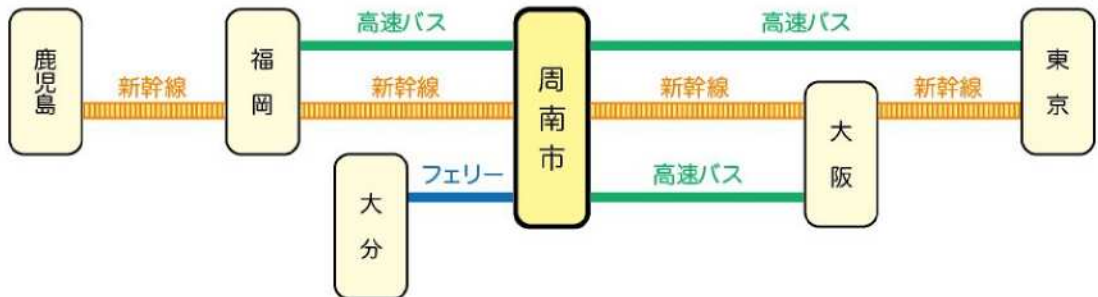 高速バス
高速バス
鹿児島
福岡
周南市
東京
新幹線
新幹線
新幹線
新幹線
大阪
フェリー
高速バス
大分